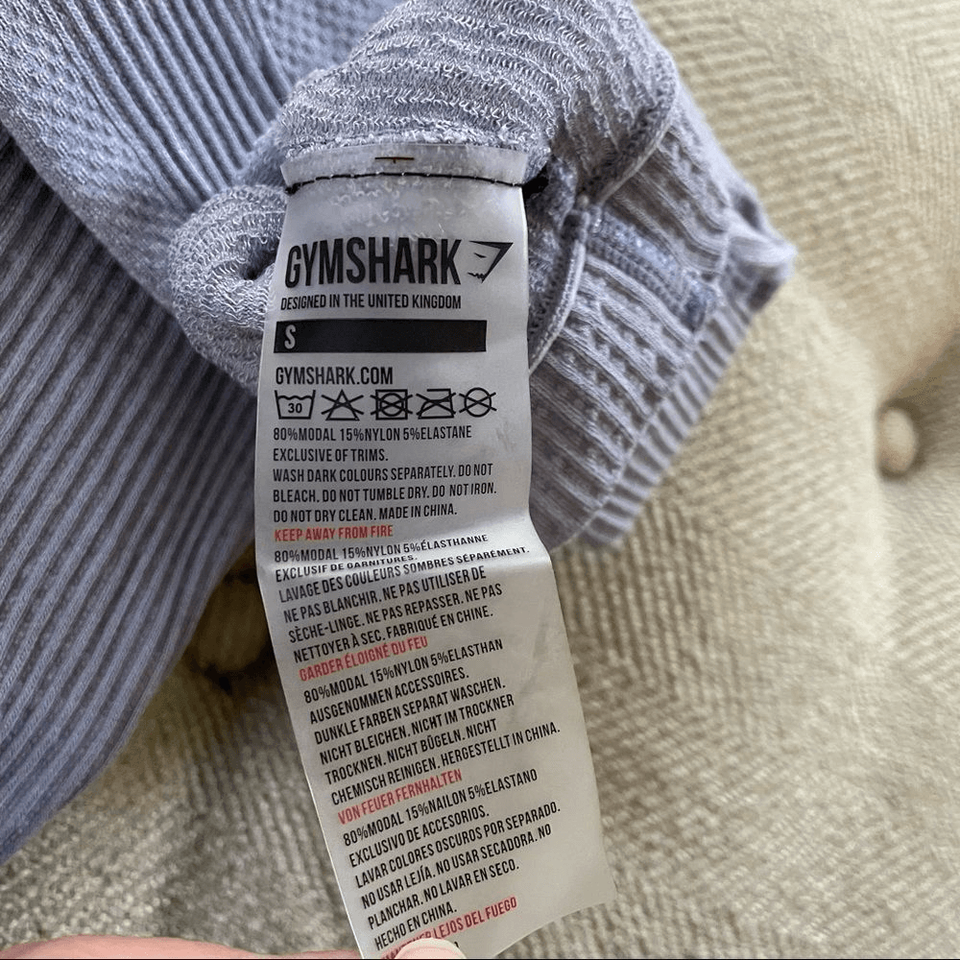 GYMSHARK
DESIGNED IN THE UNITED KINGDOM
S
GYMSHARK.COM
30
80%MODAL 15%NYLON 5%ELASTANE
EXCLUSIVE OF TRIMS.
WASH DARK COLOURS SEPARATELY. DO NOT
BLEACH. DO NOT TUMBLE DRY. DO NOT IRON.
DO NOT DRY CLEAN. MADE IN CHINA.
KEEP AWAY FROM FIRE
80%MODAL 15%NYLON 5%ÉLASTHANNE
EXCLUSIF DE GARNITURES.
LAVAGE DES COULEURS SOMBRES SÉPARÉMENT.
NE PAS BLANCHIR. NE PAS UTILISER DE
SÈCHE-LINGE. NE PAS REPASSER. NE PAS
NETTOYER À SEC. FABRIQUÉ EN CHINE.
GARDER ÉLOIGNÉ DU FEU
80%MODAL 15%NYLON 5%ELASTHAN
AUSGENOMMEN ACCESSOIRES.
DUNKLE FARBEN SEPARAT WASCHEN.
NICHT BLEICHEN. NICHT IM TROCKNER
TROCKNEN. NICHT BÜGELN. NICHT
CHEMISCH REINIGEN. HERGESTELLT IN CHINA.
VON FEUER FERNHALTEN
80%MODAL 15%NAILON 5%ELASTANO
EXCLUSIVO DE ACCESORIOS.
LAVAR COLORES OSCUROS POR SEPARADO.
NO USAR LEJÍA. NO USAR SECADORA. NO
PLANCHAR. NO LAVAR EN SECO.
HECHO EN CHINA.
LEJOS DEL FUEGO